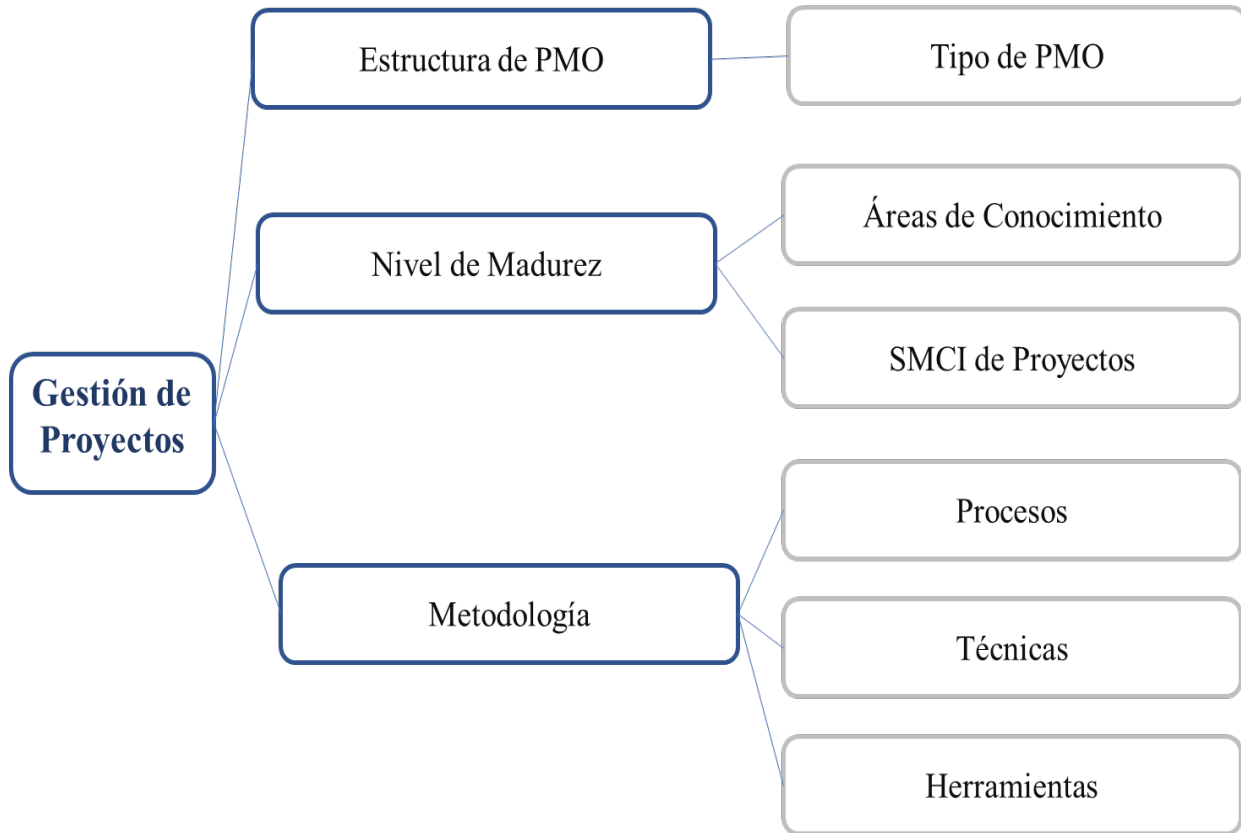 Estructura de PMO
Tipo de PMO
Áreas de Conocimiento
Nivel de Madurez
SMCI de Proyectos
Gestión de
Proyectos
Procesos
Metodología
Técnicas
Herramientas